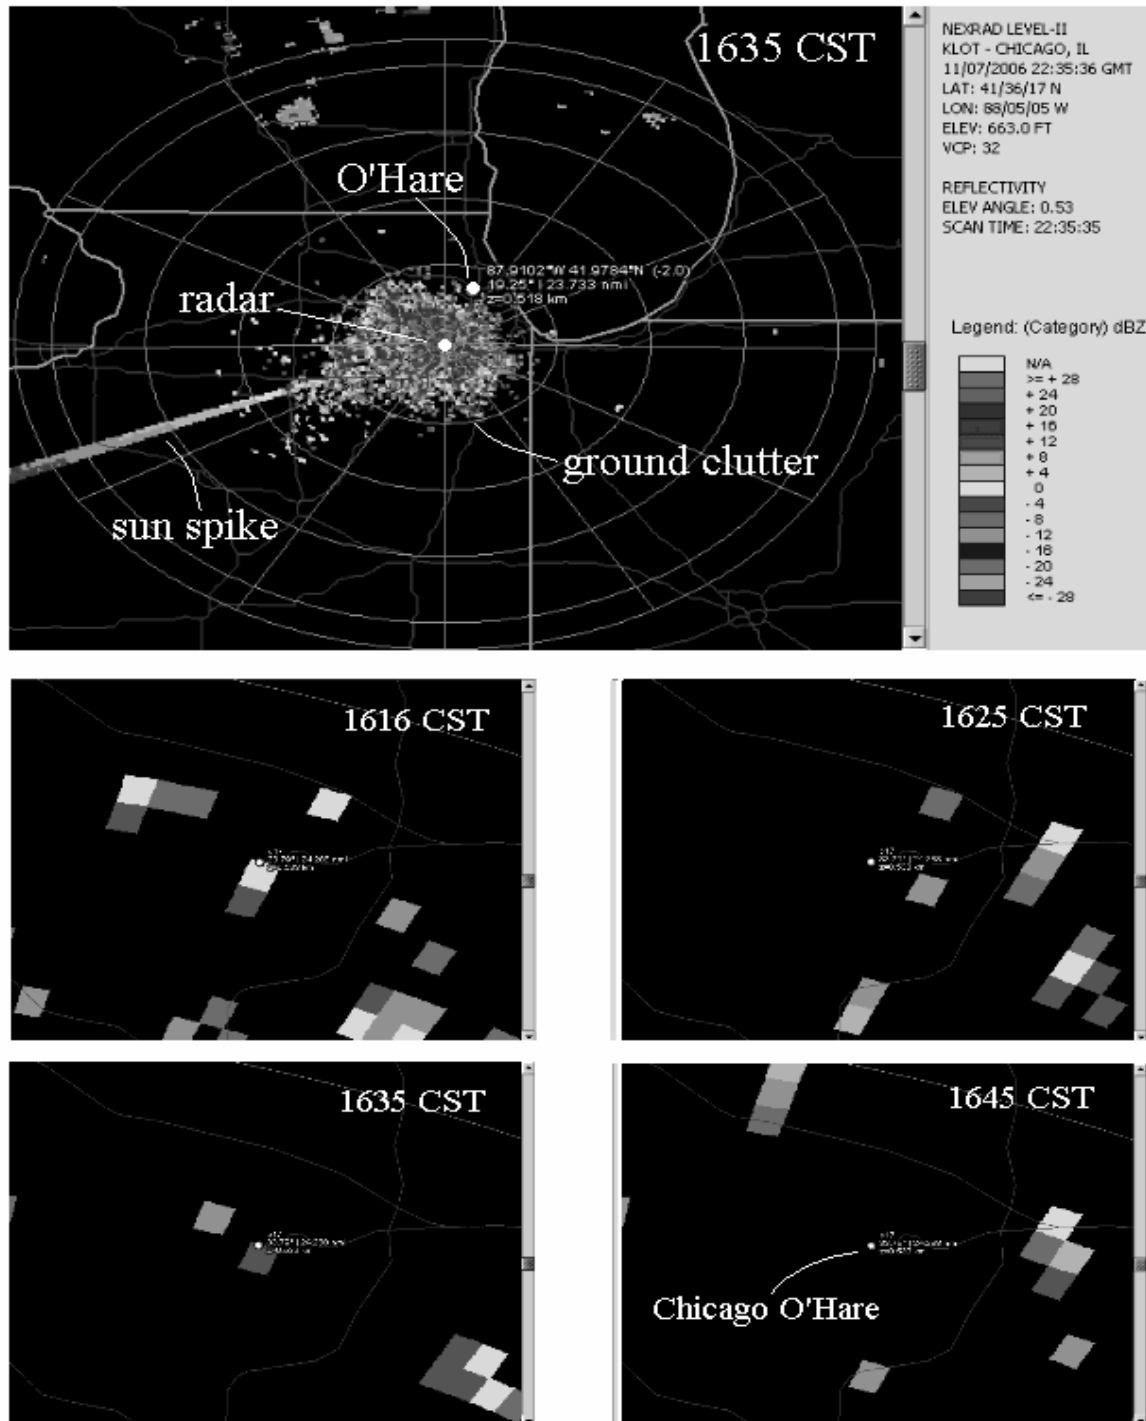 1635 CST
NEXRAD LEVEL-II
KLOT - CHICAGO, IL
11/07/2006 22:35:36 GMT
LAT: 41/36/17 N
LON: 88/05/05 W
ELEV: 663.0 FT
VCP: 32
REFLECTIVITY
ELEV ANGLE: 0.53
SCAN TIME: 22:35:35
O'Hare
87.9102°W 41.9784°N (-2.0)
19.25° | 23.733 nmi
z=0.518 km
radar
ground clutter
sun spike
Legend: (Category) dBZ
N/A
>= + 28
+ 24
+ 20
+ 16
+ 12
+ 8
+ 4
0
- 4
- 8
- 12
- 16
- 20
- 24
<= - 28
1616 CST
1625 CST
1635 CST
1645 CST
Chicago O'Hare